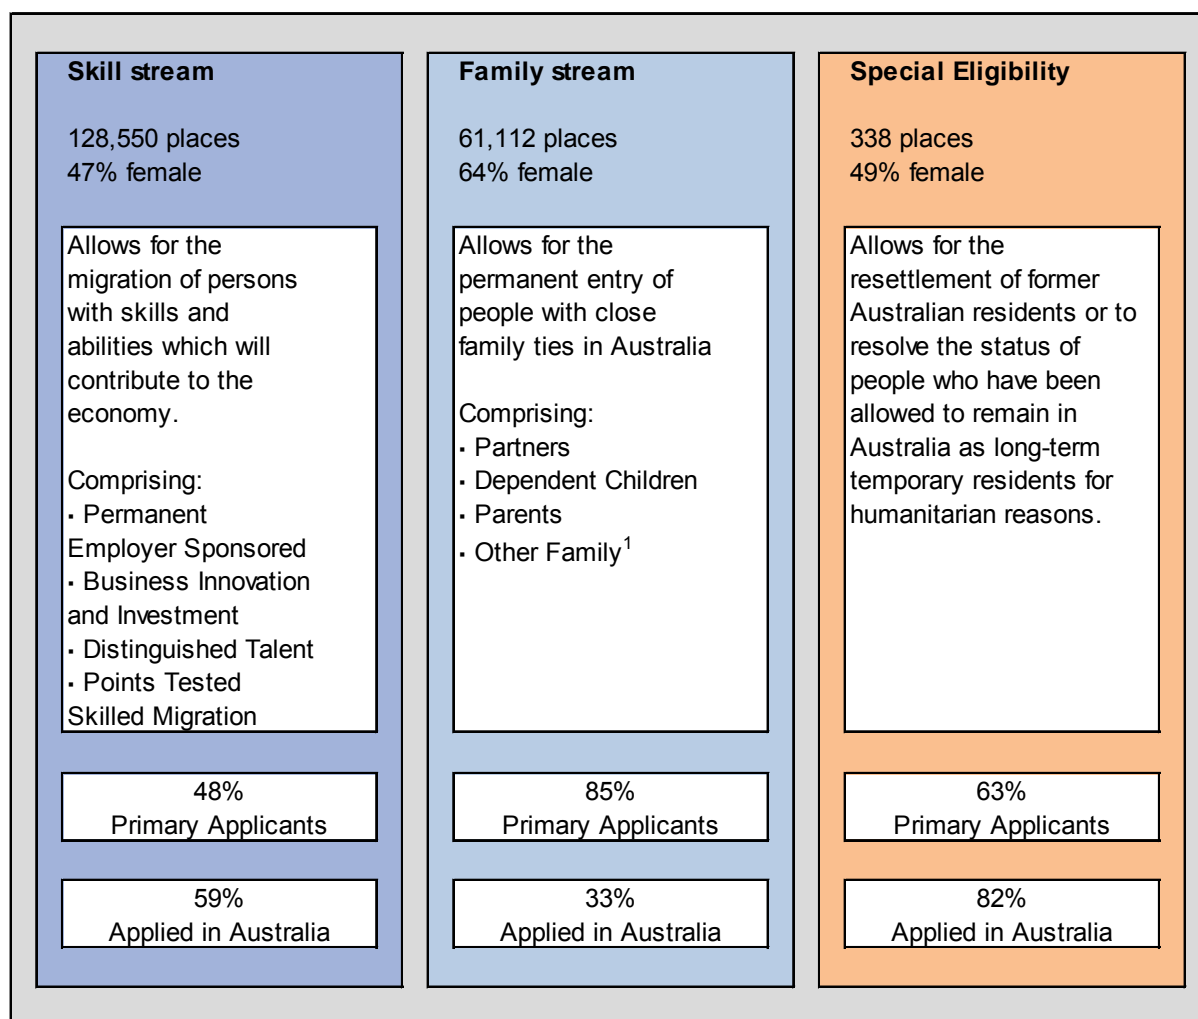 Skill stream
128,550 places
47% female
Allows for the
migration of persons
with skills and
abilities which will
contribute to the
economy.
Comprising:
▪ Permanent
Employer Sponsored
▪ Business Innovation
and Investment
▪ Distinguished Talent
▪ Points Tested
Skilled Migration
48%
Primary Applicants
59%
Applied in Australia
Family stream
61,112 places
64% female
Allows for the
permanent entry of
people with close
family ties in Australia
Comprising:
▪ Partners
▪ Dependent Children
▪ Parents
▪ Other Family¹
85%
Primary Applicants
33%
Applied in Australia
Special Eligibility
338 places
49% female
Allows for the
resettlement of former
Australian residents or to
resolve the status of
people who have been
allowed to remain in
Australia as long-term
temporary residents for
humanitarian reasons.
63%
Primary Applicants
82%
Applied in Australia